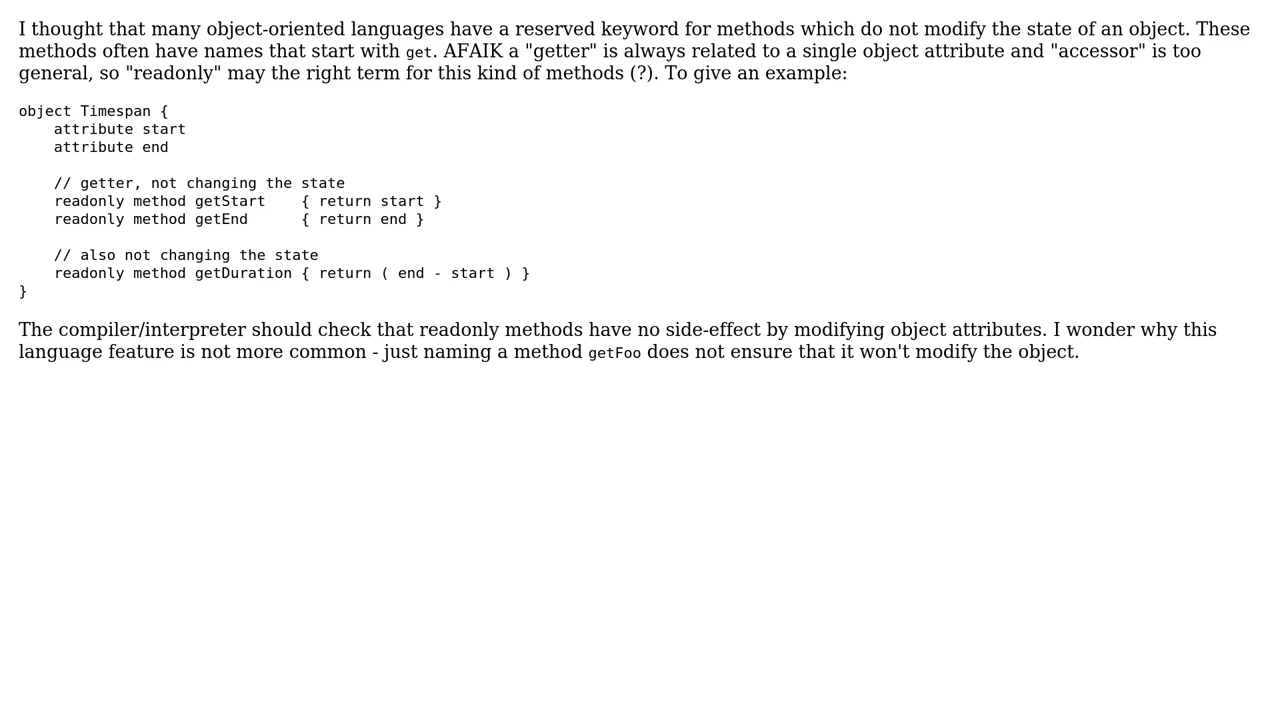 I thought that many object-oriented languages have a reserved keyword for methods which do not modify the state of an object. These
methods often have names that start with get. AFAIK a "getter" is always related to a single object attribute and "accessor" is too
general, so "readonly" may the right term for this kind of methods (?). To give an example:
object Timespan {
    attribute start
    attribute end
    // getter, not changing the state
    readonly method getStart    { return start }
    readonly method getEnd      { return end }
    // also not changing the state
    readonly method getDuration { return ( end - start ) }
}
The compiler/interpreter should check that readonly methods have no side-effect by modifying object attributes. I wonder why this
language feature is not more common - just naming a method getFoo does not ensure that it won't modify the object.